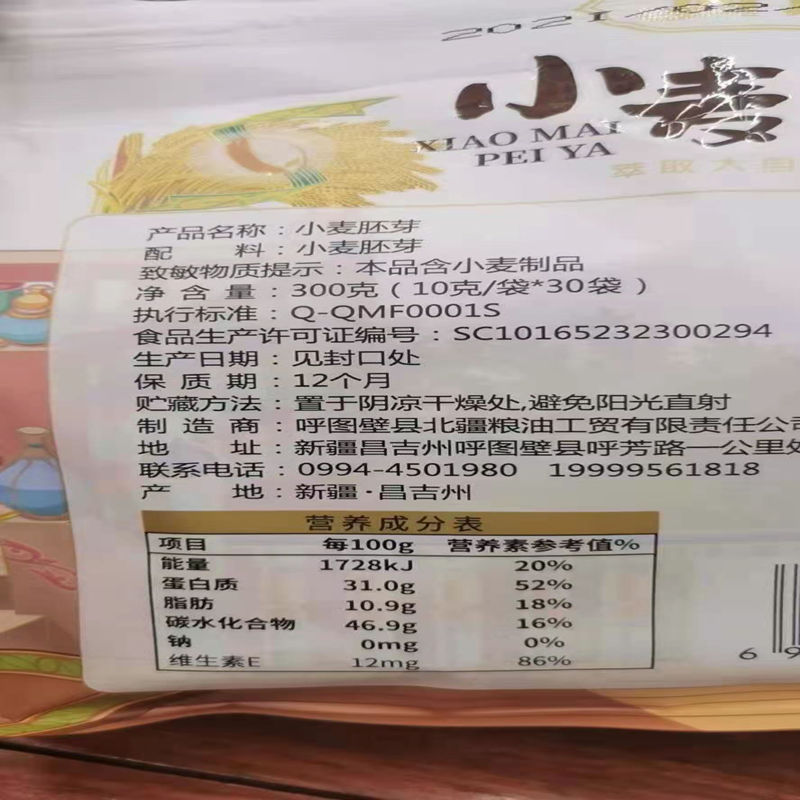 小麦
XIAO MAI
PEI YA
萃取大自
产品名称：小麦胚芽
配 料：小麦胚芽
致敏物质提示：本品含小麦制品
净含量：300克（10克/袋*30袋）
执行标准：Q-QMF0001S
食品生产许可证编号：SC10165232300294
生产日期：见封口处
保质期：12个月
贮藏方法：置于阴凉干燥处,避免阳光直射
制造商：呼图壁县北疆粮油工贸有限责任公司
地 址：新疆昌吉州呼图壁县呼芳路一公里处
联系电话：0994-4501980 19999561818
产 地：新疆·昌吉州
营养成分表
项目 每100g 营养素参考值%
能量 1728kJ 20%
蛋白质 31.0g 52%
脂肪 10.9g 18%
碳水化合物 46.9g 16%
钠 0mg 0%
维生素E 12mg 86%
6 9